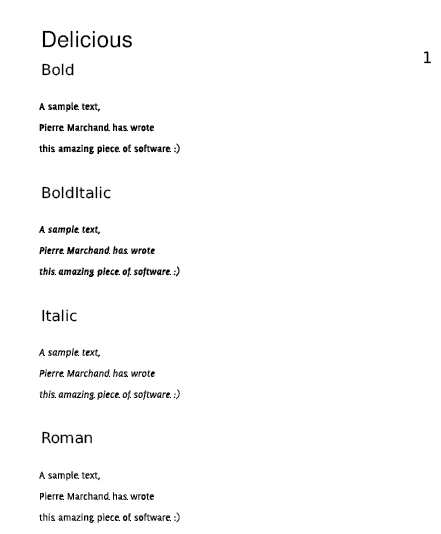 Delicious
1
Bold
A sample text,
Pierre Marchand has wrote
this amazing piece of software :)
BoldItalic
A sample text,
Pierre Marchand has wrote
this amazing piece of software :)
Italic
A sample text,
Pierre Marchand has wrote
this amazing piece of software :)
Roman
A sample text,
Pierre Marchand has wrote
this amazing piece of software :)